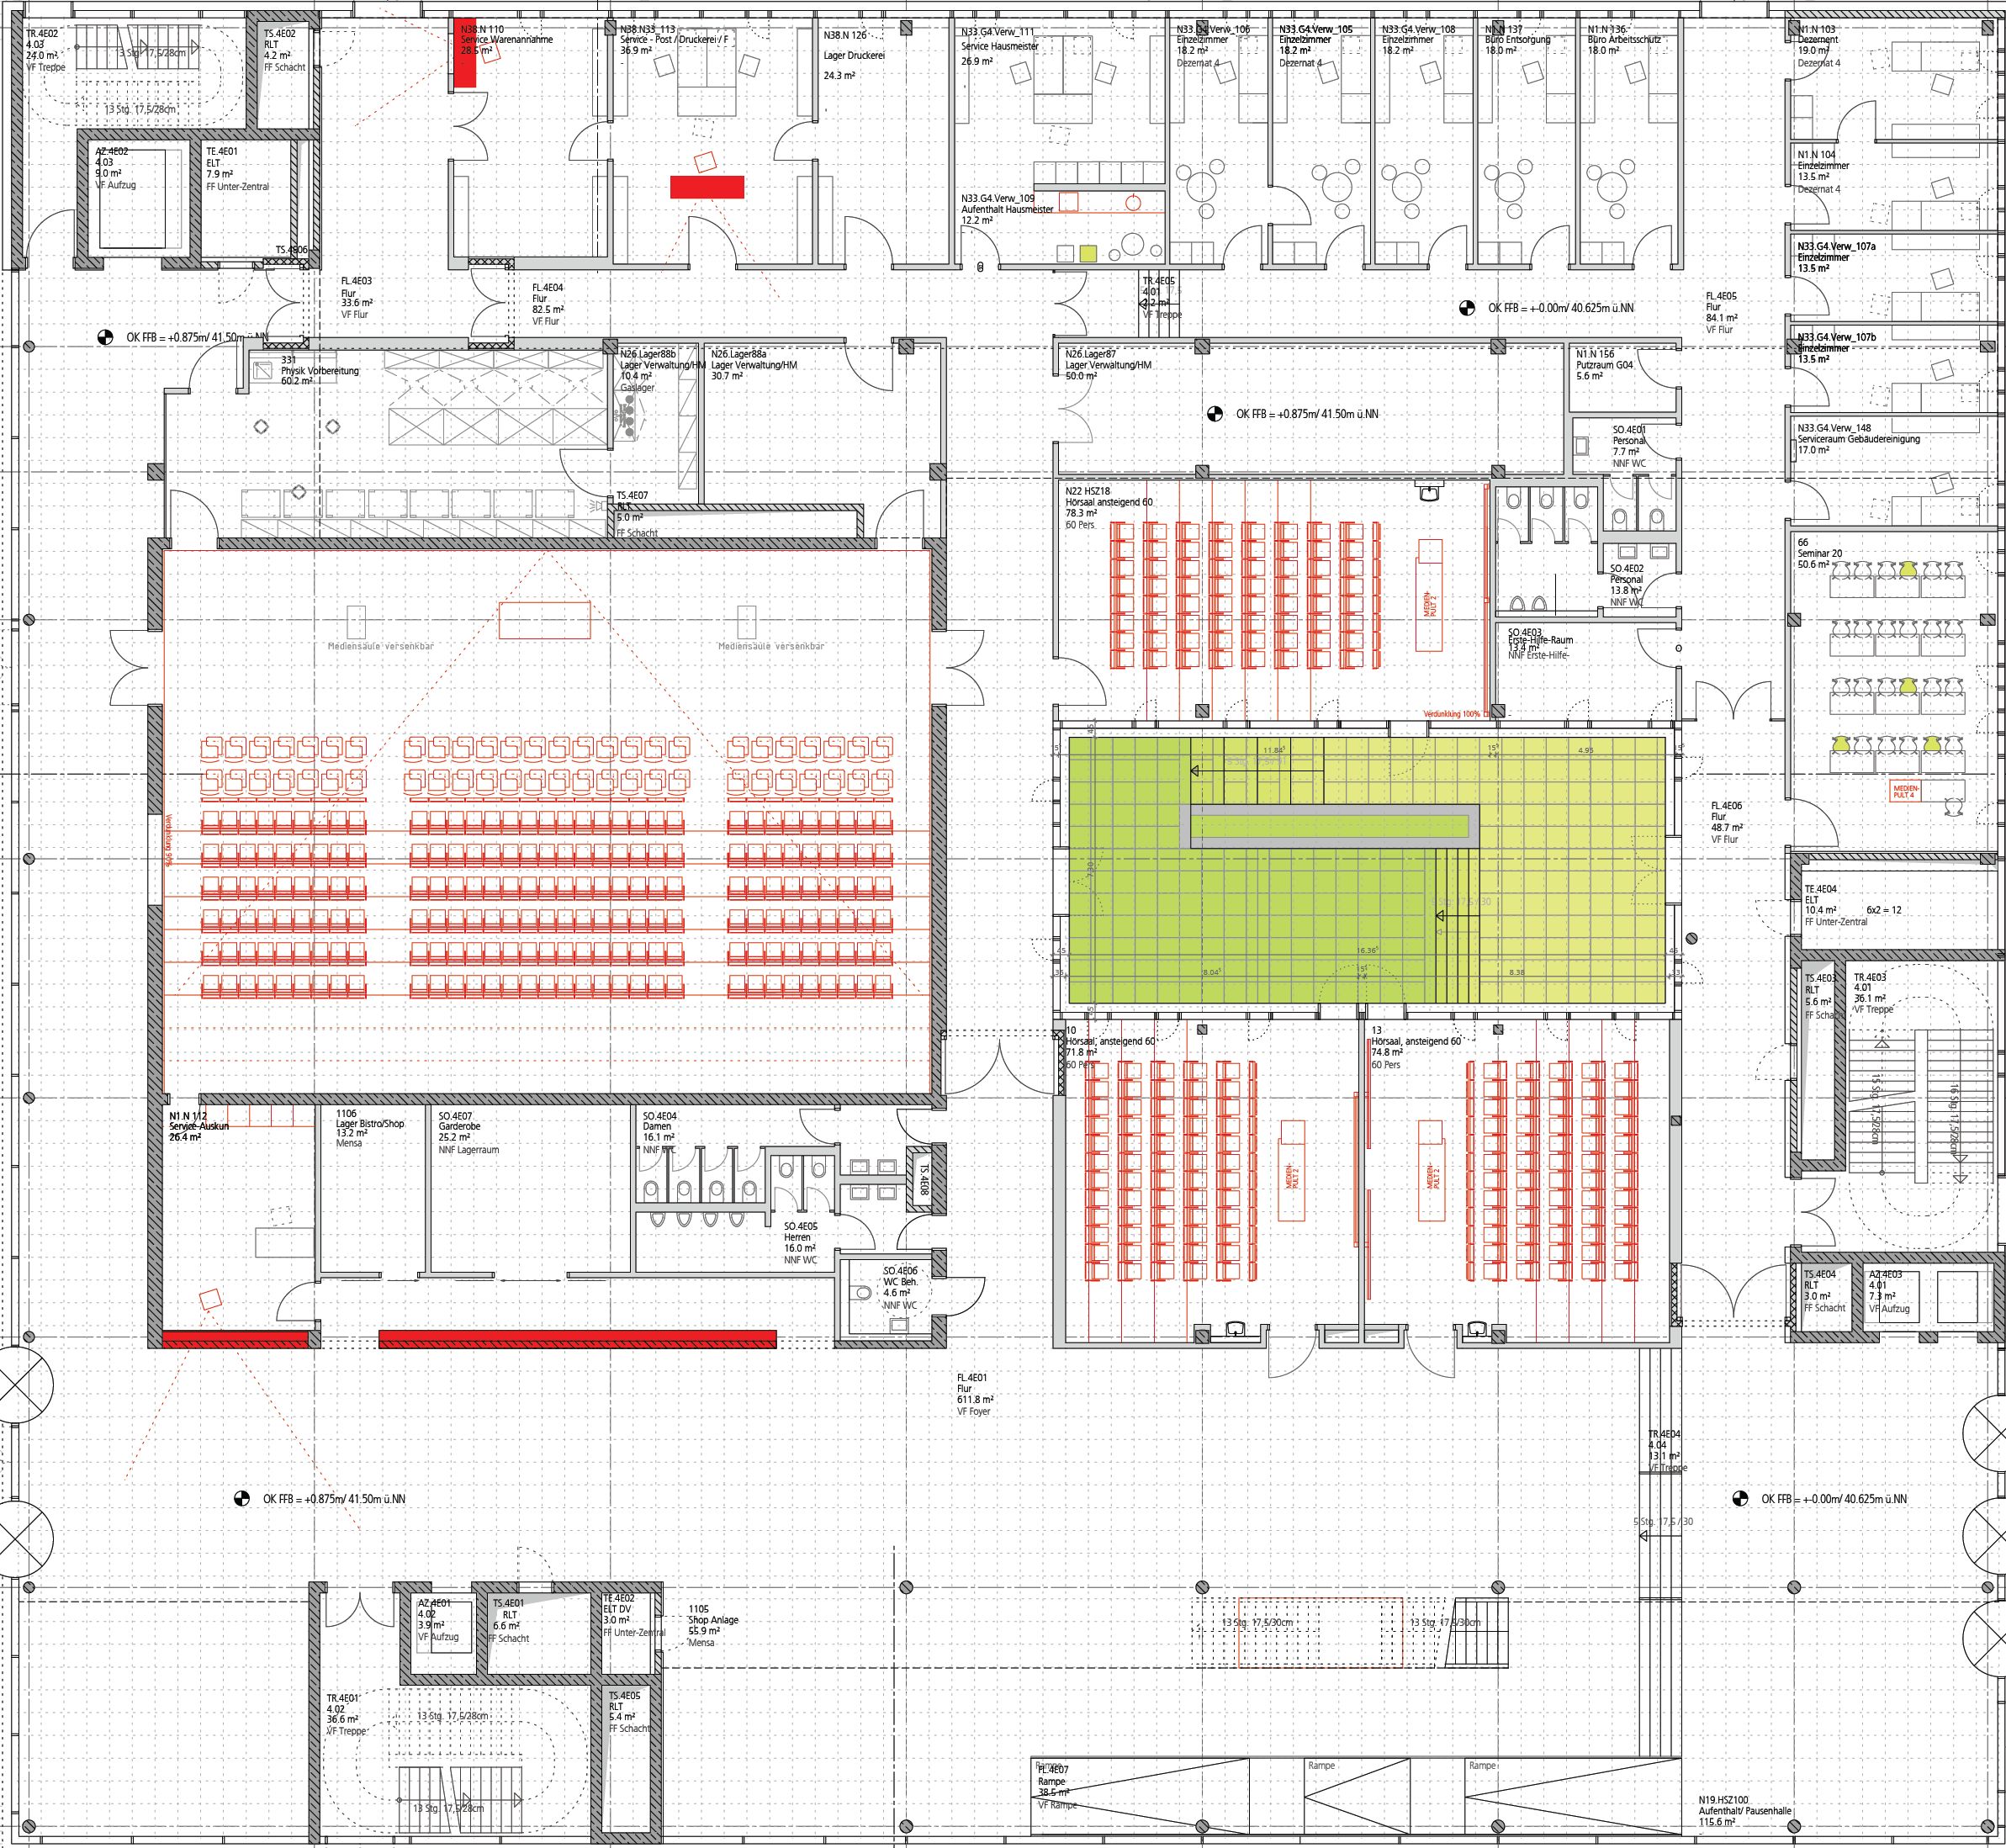 TR.4E02
4.03
24.0 m²
VF Treppe
13 Stg. 17,5/28cm
13 Stg. 17,5/28cm
TS.4E02
RLT
4.2 m²
FF Schacht
AZ.4E02
4.03
9.0 m²
VF Aufzug
TE.4E01
ELT
7.9 m²
FF Unter-Zentral
TS.4E06
N38.N 110
Service Warenannahme
28.5 m²
N38.N33_113
Service - Post / Druckerei / F
36.9 m²
N38.N 126
Lager Druckerei
24.3 m²
N33.G4.Verw_111
Service Hausmeister
26.9 m²
N33.G4.Verw_109
Aufenthalt Hausmeister
12.2 m²
N33.G4.Verw_106
Einzelzimmer
18.2 m²
Dezernat 4
N33.G4.Verw_105
Einzelzimmer
18.2 m²
Dezernat 4
N33.G4.Verw_108
Einzelzimmer
18.2 m²
N1.N 137
Büro Entsorgung
18.0 m²
N1.N 136
Büro Arbeitsschutz
18.0 m²
N1.N 103
Dezernent
19.0 m²
Dezernat 4
N1.N 104
Einzelzimmer
13.5 m²
Dezernat 4
N33.G4.Verw_107a
Einzelzimmer
13.5 m²
N33.G4.Verw_107b
Einzelzimmer
13.5 m²
N33.G4.Verw_148
Serviceraum Gebäudereinigung
17.0 m²
FL.4E03
Flur
33.6 m²
VF Flur
FL.4E04
Flur
82.5 m²
VF Flur
TR.4E05
4.01
VF Treppe
OK FFB = +-0.00m/ 40.625m ü.NN
FL.4E05
Flur
84.1 m²
VF Flur
OK FFB = +0.875m/ 41.50m ü.NN
331
Physik Vorbereitung
60.2 m²
N26.Lager88b
Lager Verwaltung/HM
10.4 m²
Gaslager
N26.Lager88a
Lager Verwaltung/HM
30.7 m²
N26.Lager87
Lager Verwaltung/HM
50.0 m²
OK FFB = +0.875m/ 41.50m ü.NN
N1.N 156
Putzraum G04
5.6 m²
SO.4E01
Personal
7.7 m²
NNF WC
TS.4E07
RLT
5.0 m²
FF Schacht
N22 HSZ18
Hörsaal ansteigend 60
78.3 m²
60 Pers
MEDIEN-
PULT 2
Verdunklung 100%
SO.4E02
Personal
13.8 m²
NNF WC
SO.4E03
Erste-Hilfe-Raum
13.4 m²
NNF Erste-Hilfe-
66
Seminar 20
50.6 m²
MEDIEN-
PULT 4
Mediensäule versenkbar
Mediensäule versenkbar
11.84⁵
15⁵
4.95
8.04⁵
16.36⁵
8.38
FL.4E06
Flur
48.7 m²
VF Flur
TE.4E04
ELT
10.4 m²
6x2 = 12
FF Unter-Zentral
TS.4E03
RLT
5.6 m²
FF Schacht
TR.4E03
4.01
36.1 m²
VF Treppe
15 Stg. 17,5/28cm
16 Stg. 17,5/28cm
10
Hörsaal, ansteigend 60
71.8 m²
60 Pers
MEDIEN-
PULT 2
13
Hörsaal, ansteigend 60
74.8 m²
60 Pers
MEDIEN-
PULT 2
N1.N 112
Service-Auskun
26.4 m²
1106
Lager Bistro/Shop
13.2 m²
Mensa
SO.4E07
Garderobe
25.2 m²
NNF Lagerraum
SO.4E04
Damen
16.1 m²
NNF WC
TS.4E08
SO.4E05
Herren
16.0 m²
NNF WC
SO.4E06
WC Beh.
4.6 m²
NNF WC
TS.4E04
RLT
3.0 m²
FF Schacht
AZ.4E03
4.01
7.3 m²
VF Aufzug
FL.4E01
Flur
611.8 m²
VF Foyer
TR.4E04
4.04
13.1 m²
VF Treppe
5 Stg. 17,5 / 30
OK FFB = +0.875m/ 41.50m ü.NN
OK FFB = +-0.00m/ 40.625m ü.NN
AZ.4E01
4.02
3.9 m²
VF Aufzug
TS.4E01
RLT
6.6 m²
FF Schacht
TE.4E02
ELT DV
3.0 m²
FF Unter-Zentral
1105
Shop Anlage
55.9 m²
Mensa
13 Stg. 17,5/30cm
13 Stg. 17,5/30cm
TR.4E01
4.02
36.6 m²
VF Treppe
13 Stg. 17,5/28cm
13 Stg. 17,5/28cm
TS.4E05
RLT
5.4 m²
FF Schacht
Rampe
FL.4E07
Rampe
38.5 m²
VF Rampe
Rampe
Rampe
N19.HSZ100
Aufenthalt/ Pausenhalle
115.6 m²